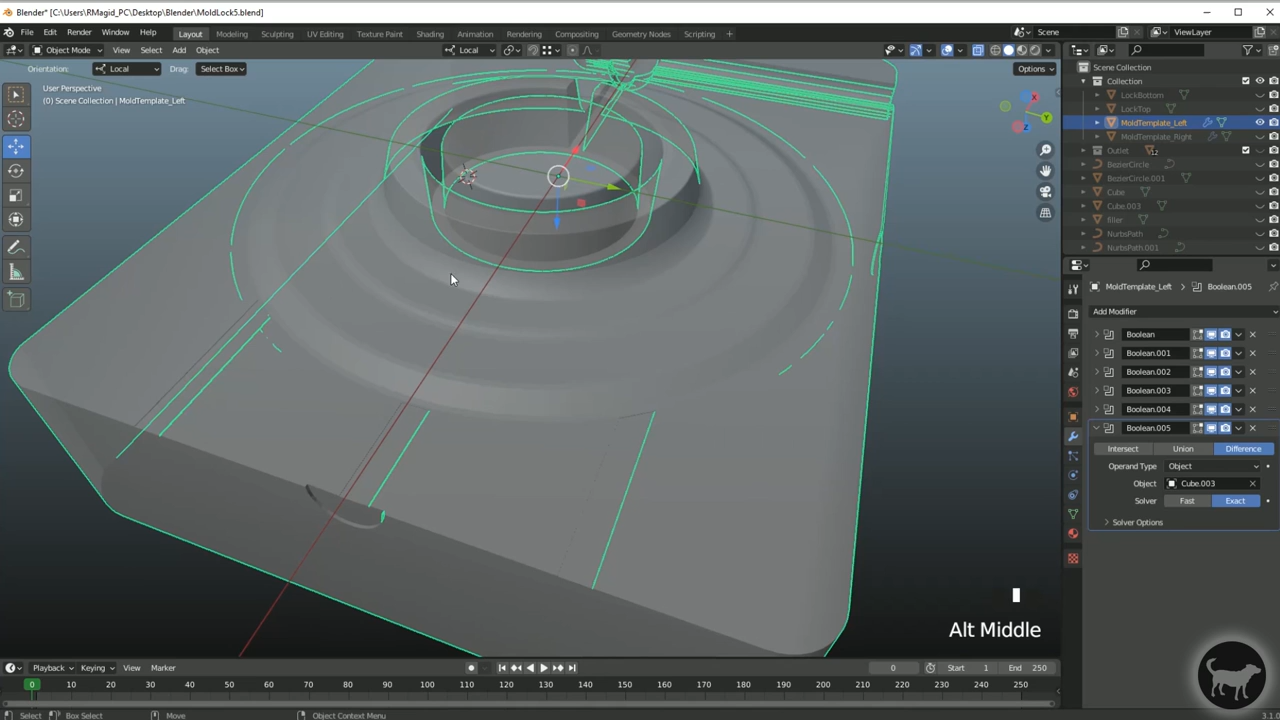 Blender* [C:\Users\RMagid_PC\Desktop\Blender\MoldLock5.blend]
File Edit Render Window Help Layout Modeling Sculpting UV Editing Texture Paint Shading Animation Rendering Compositing Geometry Nodes Scripting + Scene ViewLayer
Object Mode View Select Add Object Local
Orientation: Local Drag: Select Box Options
User Perspective
(0) Scene Collection | MoldTemplate_Left
X
Y
Z
Scene Collection
Collection
LockBottom
LockTop
MoldTemplate_Left
MoldTemplate_Right
Outlet 12
BezierCircle
BezierCircle.001
Cube
Cube.003
filler
NurbsPath
NurbsPath.001
MoldTemplate_Left > Boolean.005
Add Modifier
Boolean
Boolean.001
Boolean.002
Boolean.003
Boolean.004
Boolean.005
Intersect Union Difference
Operand Type Object
Object Cube.003
Solver Fast Exact
Solver Options
Alt Middle
Playback Keying View Marker 0 Start 1 End 250
0 10 20 30 40 50 60 70 80 90 100 110 120 130 140 150 160 170 180 190 200 210 220 230 240 250
Select Box Select Move Object Context Menu 3.1.0